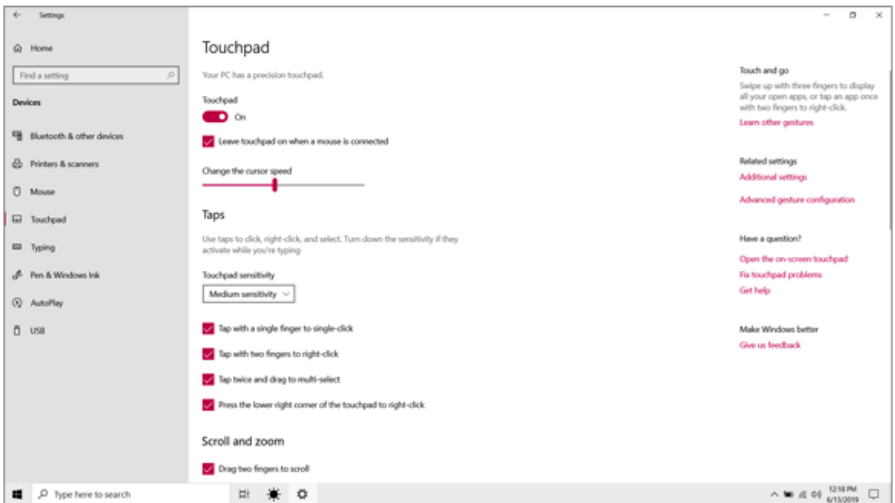 Settings
Home
Find a setting
Devices
Bluetooth & other devices
Printers & scanners
Mouse
Touchpad
Typing
Pen & Windows Ink
AutoPlay
USB
Touchpad
Your PC has a precision touchpad.
Touchpad
On
Leave touchpad on when a mouse is connected
Change the cursor speed
Taps
Use taps to click, right-click, and select. Turn down the sensitivity if they
activate while you're typing
Touchpad sensitivity
Medium sensitivity
Tap with a single finger to single-click
Tap with two fingers to right-click
Tap twice and drag to multi-select
Press the lower right corner of the touchpad to right-click
Scroll and zoom
Drag two fingers to scroll
Touch and go
Swipe up with three fingers to display
all your open apps, or tap an app once
with two fingers to right-click.
Learn other gestures
Related settings
Additional settings
Advanced gesture configuration
Have a question?
Open the on-screen touchpad
Fix touchpad problems
Get help
Make Windows better
Give us feedback
Type here to search
12:18 PM
6/13/2019